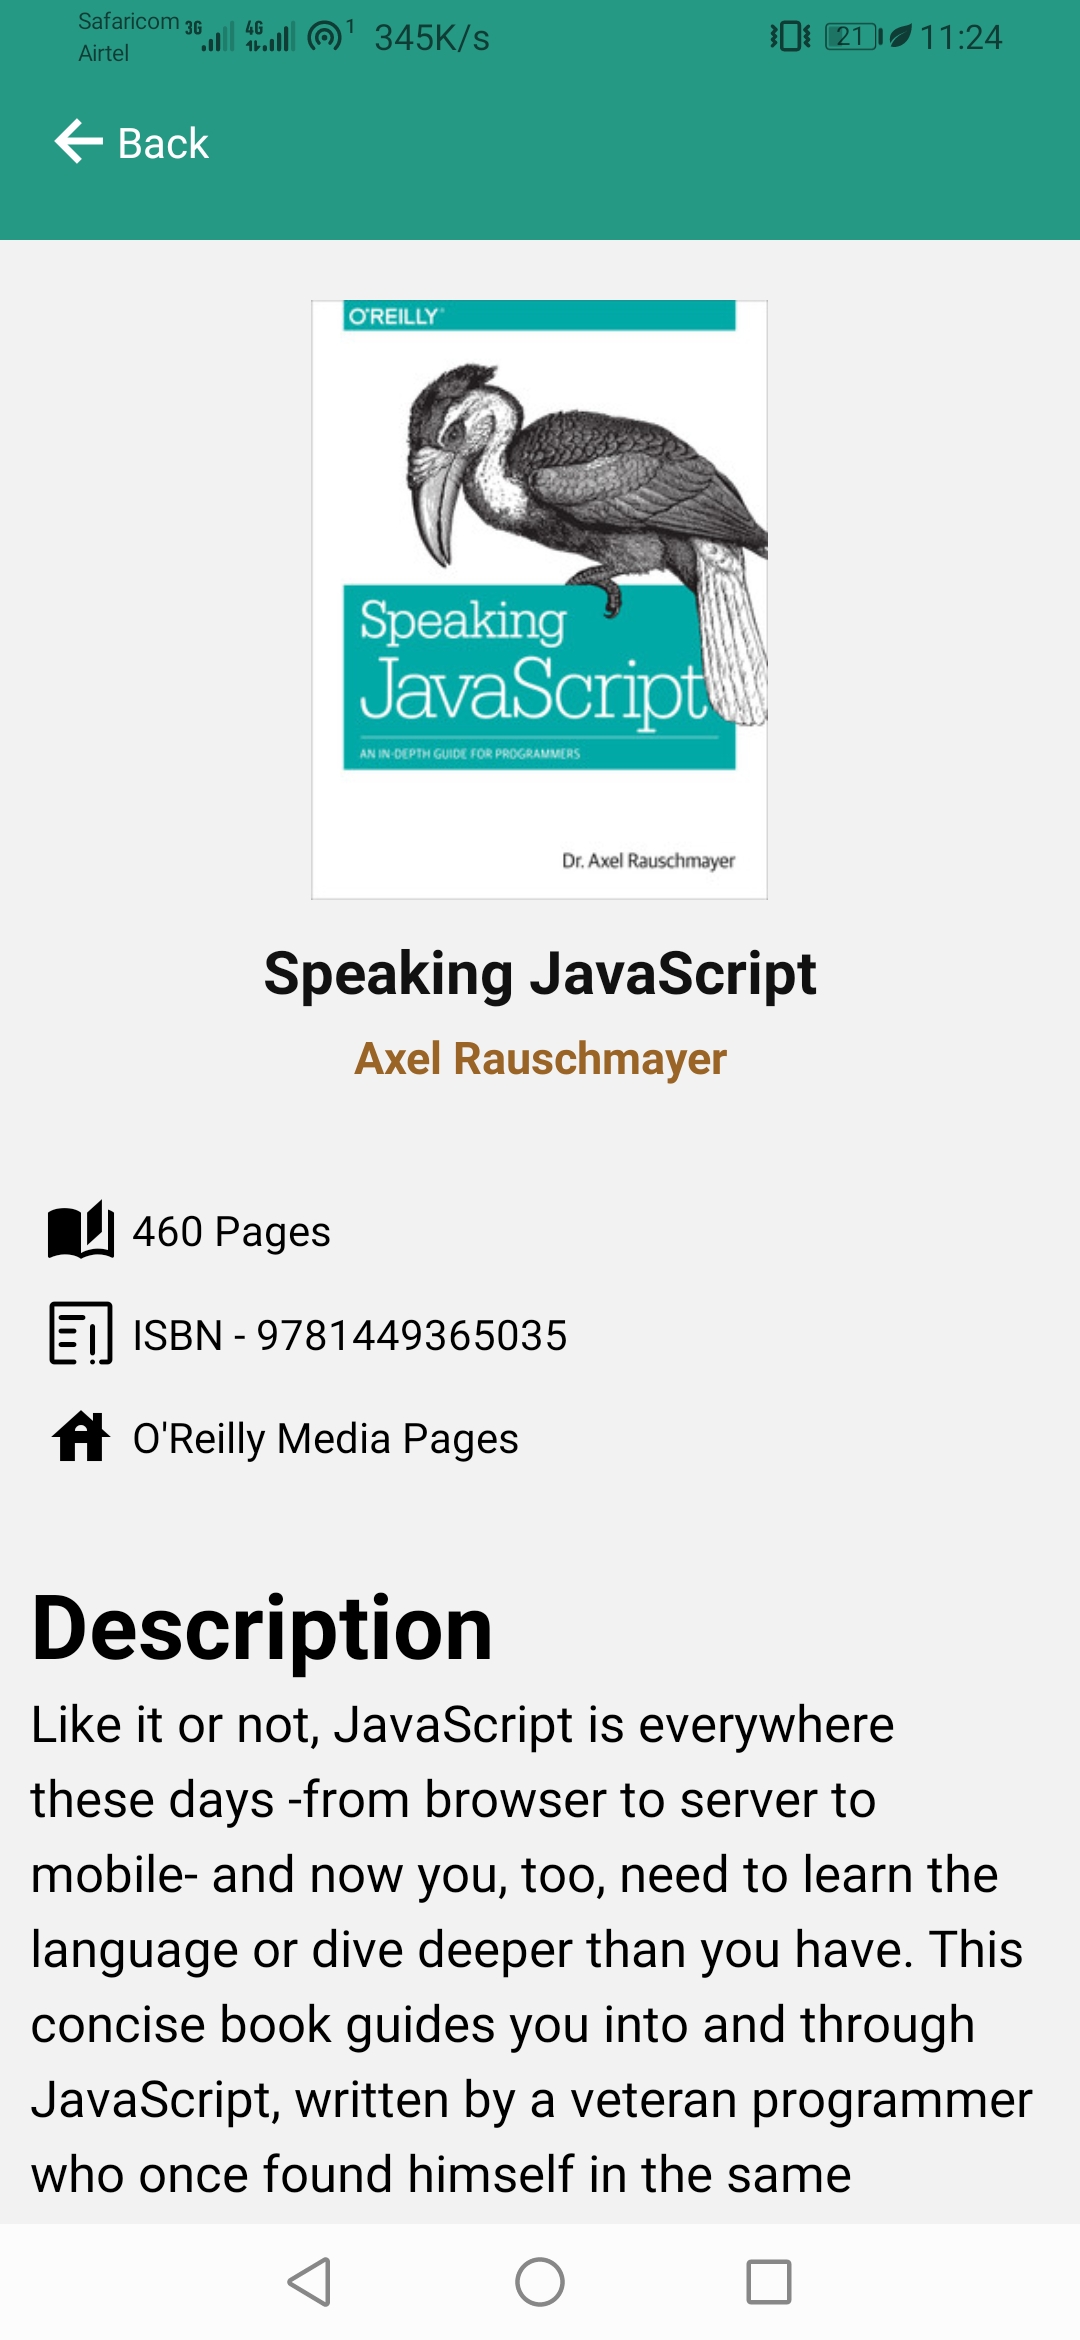 Safaricom 3G 4G 1 345K/s 21 11:24
Airtel
Back
O'REILLY
Speaking
JavaScript
AN IN-DEPTH GUIDE FOR PROGRAMMERS
Dr. Axel Rauschmayer
Speaking JavaScript
Axel Rauschmayer
460 Pages
ISBN - 9781449365035
O'Reilly Media Pages
Description
Like it or not, JavaScript is everywhere
these days -from browser to server to
mobile- and now you, too, need to learn the
language or dive deeper than you have. This
concise book guides you into and through
JavaScript, written by a veteran programmer
who once found himself in the same